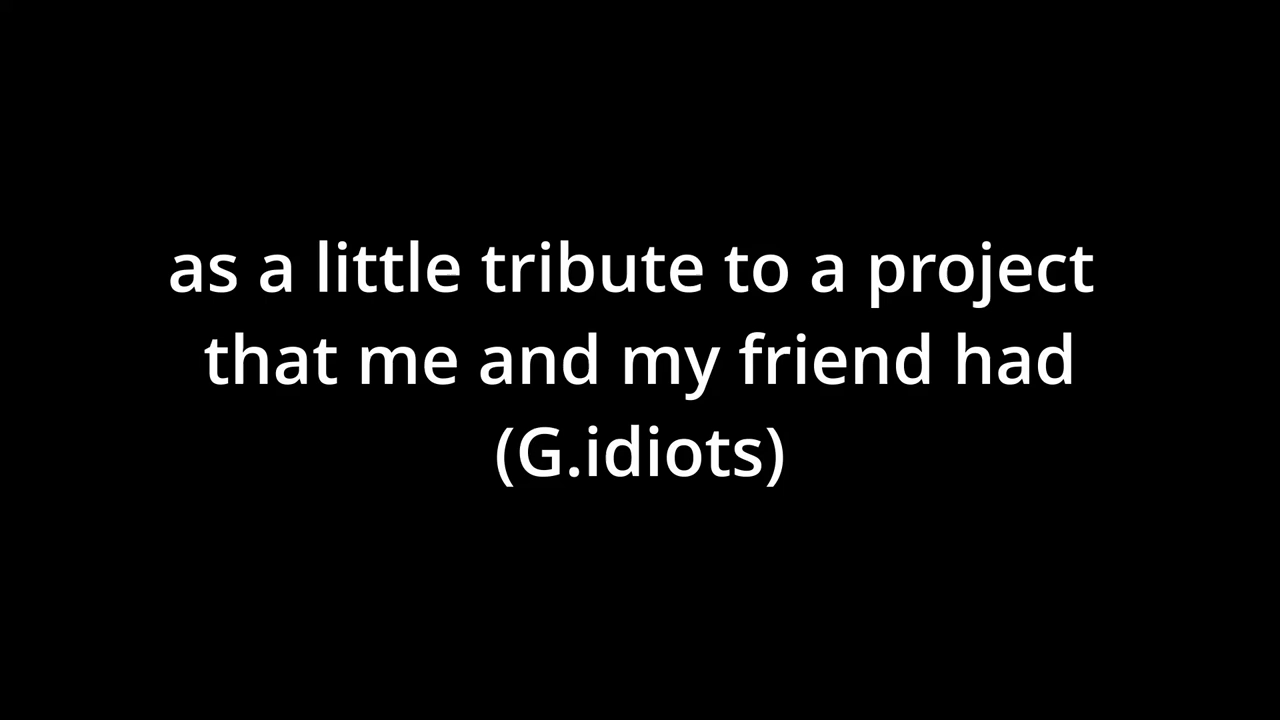 as a little tribute to a project
that me and my friend had
(G.idiots)